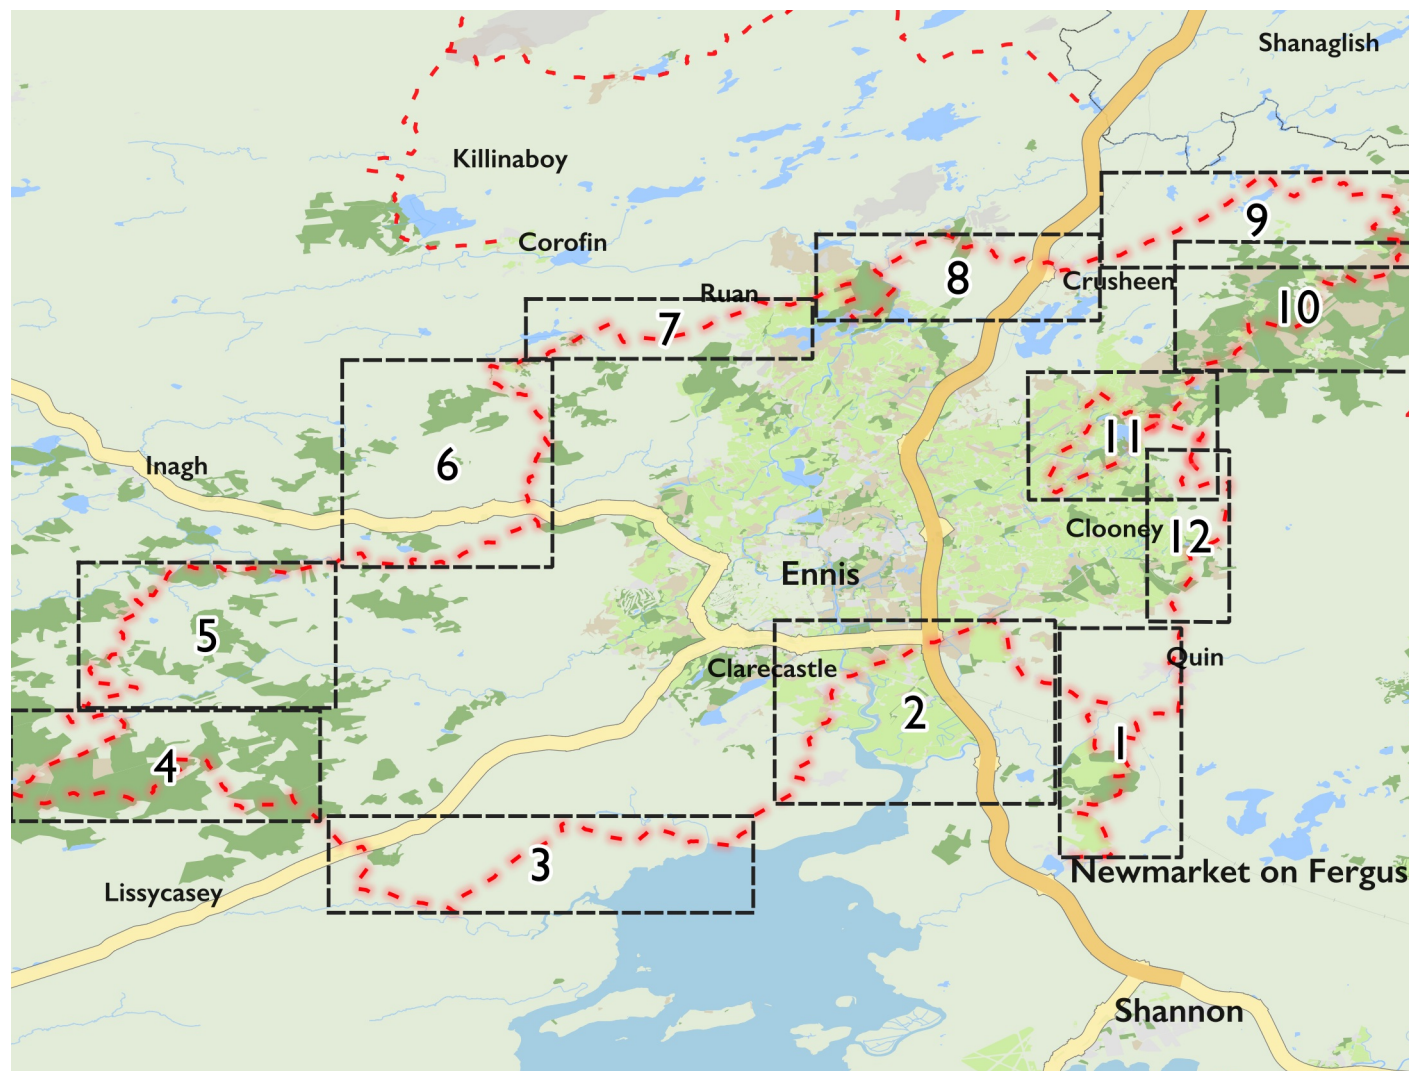 Shanaglish
Killinaboy
9
Corofin
8
Crusheen
Ruan
10
7
11
6
Inagh
Clooney
12
Ennis
5
Quin
Clarecastle
2
1
4
3
Newmarket on Fergus
Lissycasey
Shannon